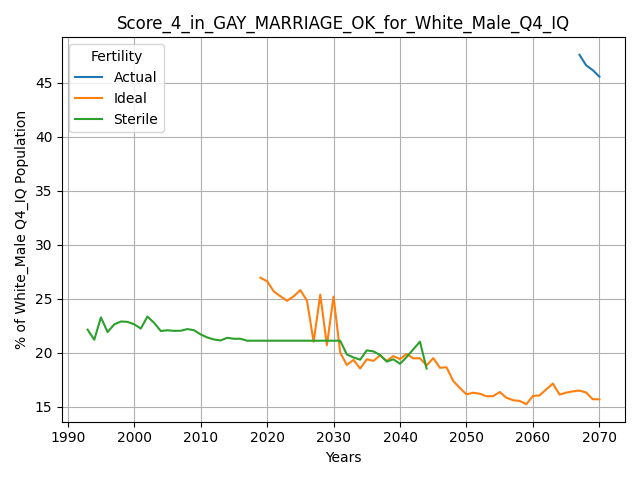 Score_4_in_GAY_MARRIAGE_OK_for_White_Male_Q4_IQ
% of White_Male Q4_IQ Population
45
40
35
30
25
20
15
Fertility
Actual
Ideal
Sterile
1990 2000 2010 2020 2030 2040 2050 2060 2070
Years